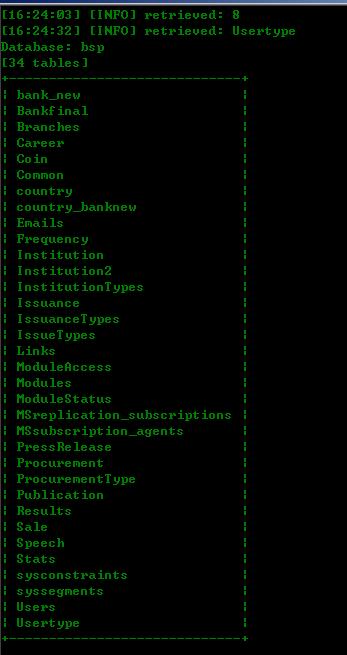 [16:24:03] [INFO] retrieved: 8
[16:24:32] [INFO] retrieved: Usertype
Database: bsp
[34 tables]
+-----------------------------+
| bank_new |
| Bankfinal |
| Branches |
| Career |
| Coin |
| Common |
| country |
| country_banknew |
| Emails |
| Frequency |
| Institution |
| Institution2 |
| InstitutionTypes |
| Issuance |
| IssuanceTypes |
| IssueTypes |
| Links |
| ModuleAccess |
| Modules |
| ModuleStatus |
| MSreplication_subscriptions |
| MSsubscription_agents |
| PressRelease |
| Procurement |
| ProcurementType |
| Publication |
| Results |
| Sale |
| Speech |
| Stats |
| sysconstraints |
| syssegments |
| Users |
| Usertype |
+-----------------------------+